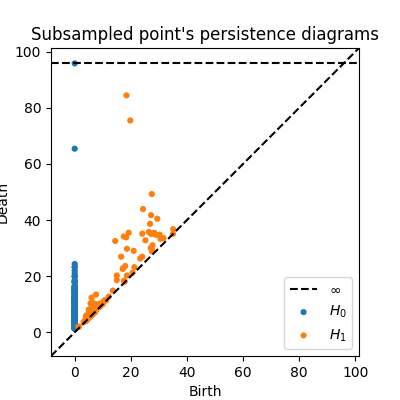 Subsampled point's persistence diagrams
100
80
60
40
20
0
Death
0 20 40 60 80 100
Birth
∞
H₀
H₁